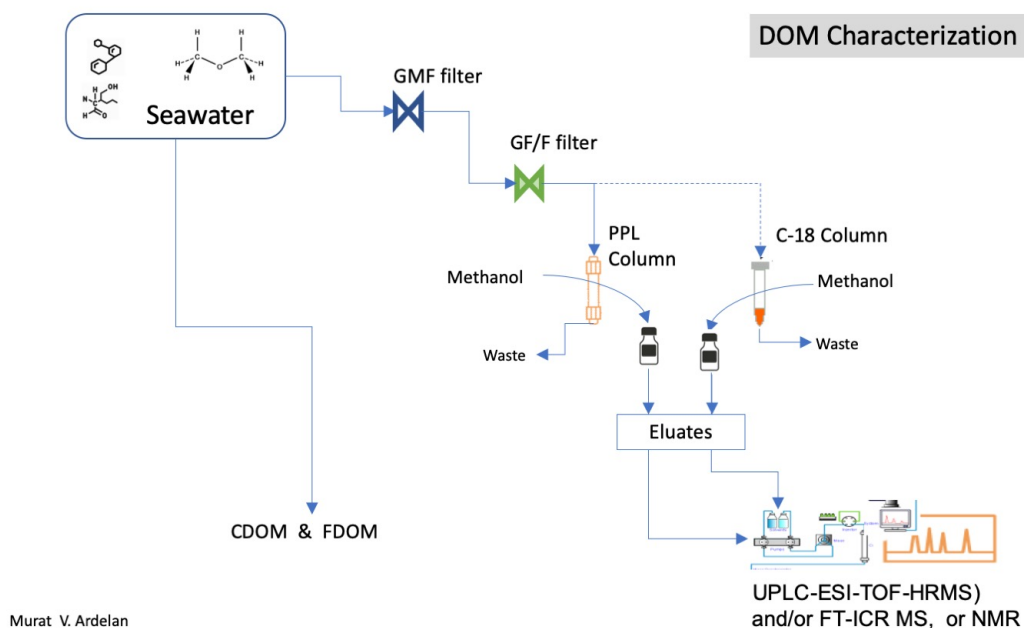 DOM Characterization
H
H
C
C
H
H
O
H
H
H
OH
N
C
H
O
Seawater
GMF filter
GF/F filter
PPL
Column
C-18 Column
Methanol
Methanol
Waste
Waste
Eluates
CDOM & FDOM
UPLC-ESI-TOF-HRMS)
and/or FT-ICR MS, or NMR
Murat V. Ardelan